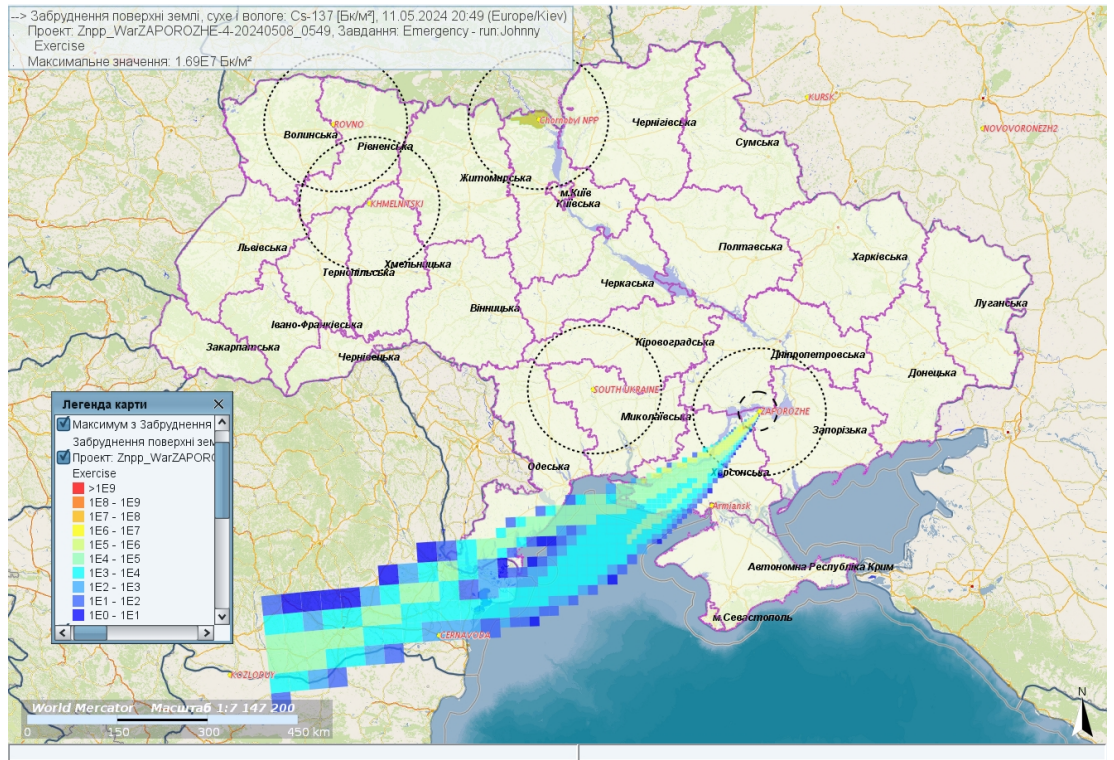 --> Забруднення поверхні землі, сухе і вологе: Cs-137 [Бк/м²], 11.05.2024 20:49 (Europe/Kiev)
Проект: Znpp_WarZAPOROZHE-4-20240508_0549, Завдання: Emergency - run:Johnny
Exercise
Максимальне значення: 1.69E7 Бк/м²
KURSK
ROVNO
Chornobyl NPP
Чернігівська
NOVOVORONEZH2
Волинська
Рівненська
Сумська
Житомирська
м.Київ
Київська
KHMELNITSKI
Львівська
Полтавська
Харківська
Хмельницька
Тернопільська
Черкаська
Луганська
Вінницька
Івано-Франківська
Закарпатська
Чернівецька
Кіровоградська
Дніпропетровська
Донецька
SOUTH UKRAINE
Миколаївська
ZAPOROZHE
Запорізька
Одеська
Херсонська
Armiansk
Автономна Республіка Крим
м.Севастополь
CERNAVODA
KOZLODUY
Легенда карти
Максимум з Забруднення
Забруднення поверхні зем
Проект: Znpp_WarZAPORO
Exercise
>1E9
1E8 - 1E9
1E7 - 1E8
1E6 - 1E7
1E5 - 1E6
1E4 - 1E5
1E3 - 1E4
1E2 - 1E3
1E1 - 1E2
1E0 - 1E1
World Mercator Масштаб 1:7 147 200
0 150 300 450 km
N